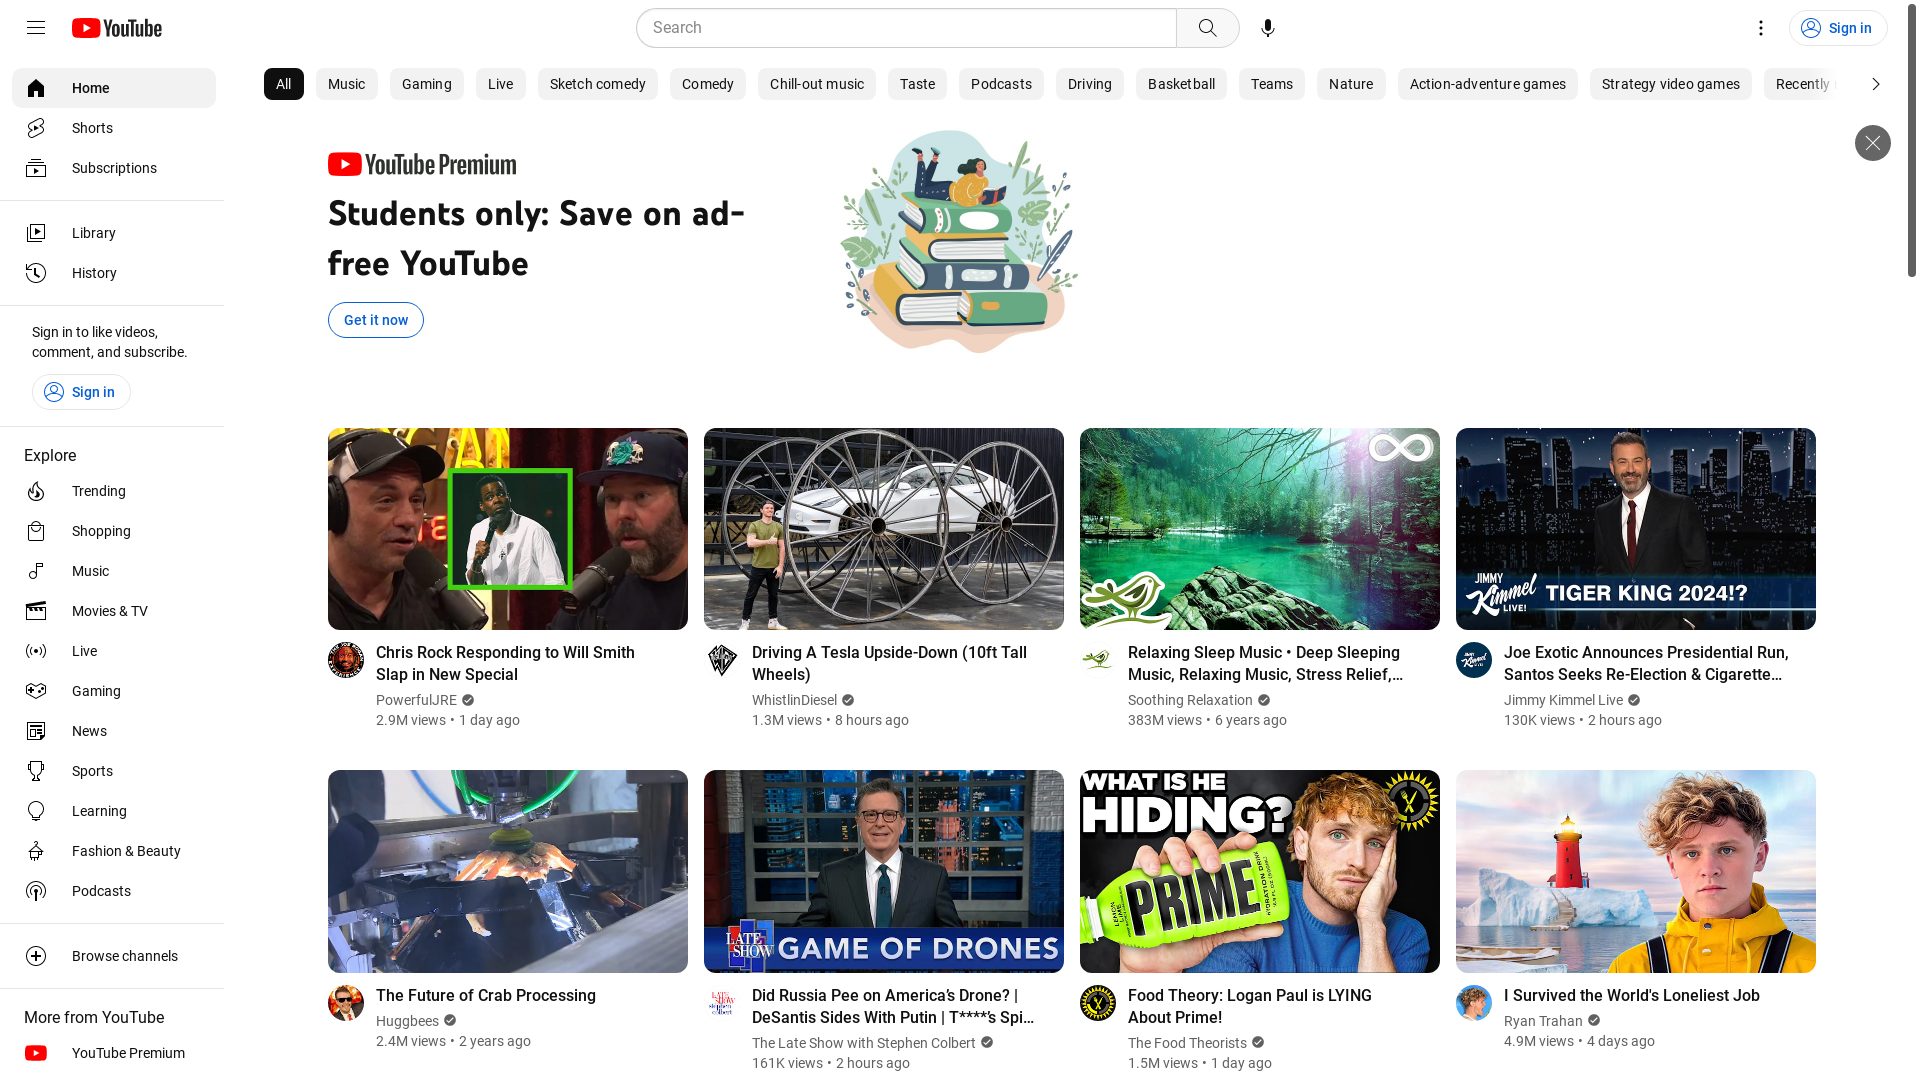 YouTube
Search
Sign in
Home
Shorts
Subscriptions
Library
History
Sign in to like videos,
comment, and subscribe.
Sign in
Explore
Trending
Shopping
Music
Movies & TV
Live
Gaming
News
Sports
Learning
Fashion & Beauty
Podcasts
Browse channels
More from YouTube
YouTube Premium
All
Music
Gaming
Live
Sketch comedy
Comedy
Chill-out music
Taste
Podcasts
Driving
Basketball
Teams
Nature
Action-adventure games
Strategy video games
Recently
YouTube Premium
Students only: Save on ad-
free YouTube
Get it now
Chris Rock Responding to Will Smith
Slap in New Special
PowerfulJRE
2.9M views • 1 day ago
Driving A Tesla Upside-Down (10ft Tall
Wheels)
WhistlinDiesel
1.3M views • 8 hours ago
Relaxing Sleep Music • Deep Sleeping
Music, Relaxing Music, Stress Relief,...
Soothing Relaxation
383M views • 6 years ago
JIMMY
Kimmel
LIVE!
TIGER KING 2024!?
Joe Exotic Announces Presidential Run,
Santos Seeks Re-Election & Cigarette...
Jimmy Kimmel Live
130K views • 2 hours ago
The Future of Crab Processing
Huggbees
2.4M views • 2 years ago
LATE
SHOW
GAME OF DRONES
Did Russia Pee on America's Drone? |
DeSantis Sides With Putin | T****'s Spi...
The Late Show with Stephen Colbert
161K views • 2 hours ago
WHAT IS HE
HIDING?
LEMON
LIME
PRIME
HYDRATION DRINK
Food Theory: Logan Paul is LYING
About Prime!
The Food Theorists
1.5M views • 1 day ago
I Survived the World's Loneliest Job
Ryan Trahan
4.9M views • 4 days ago